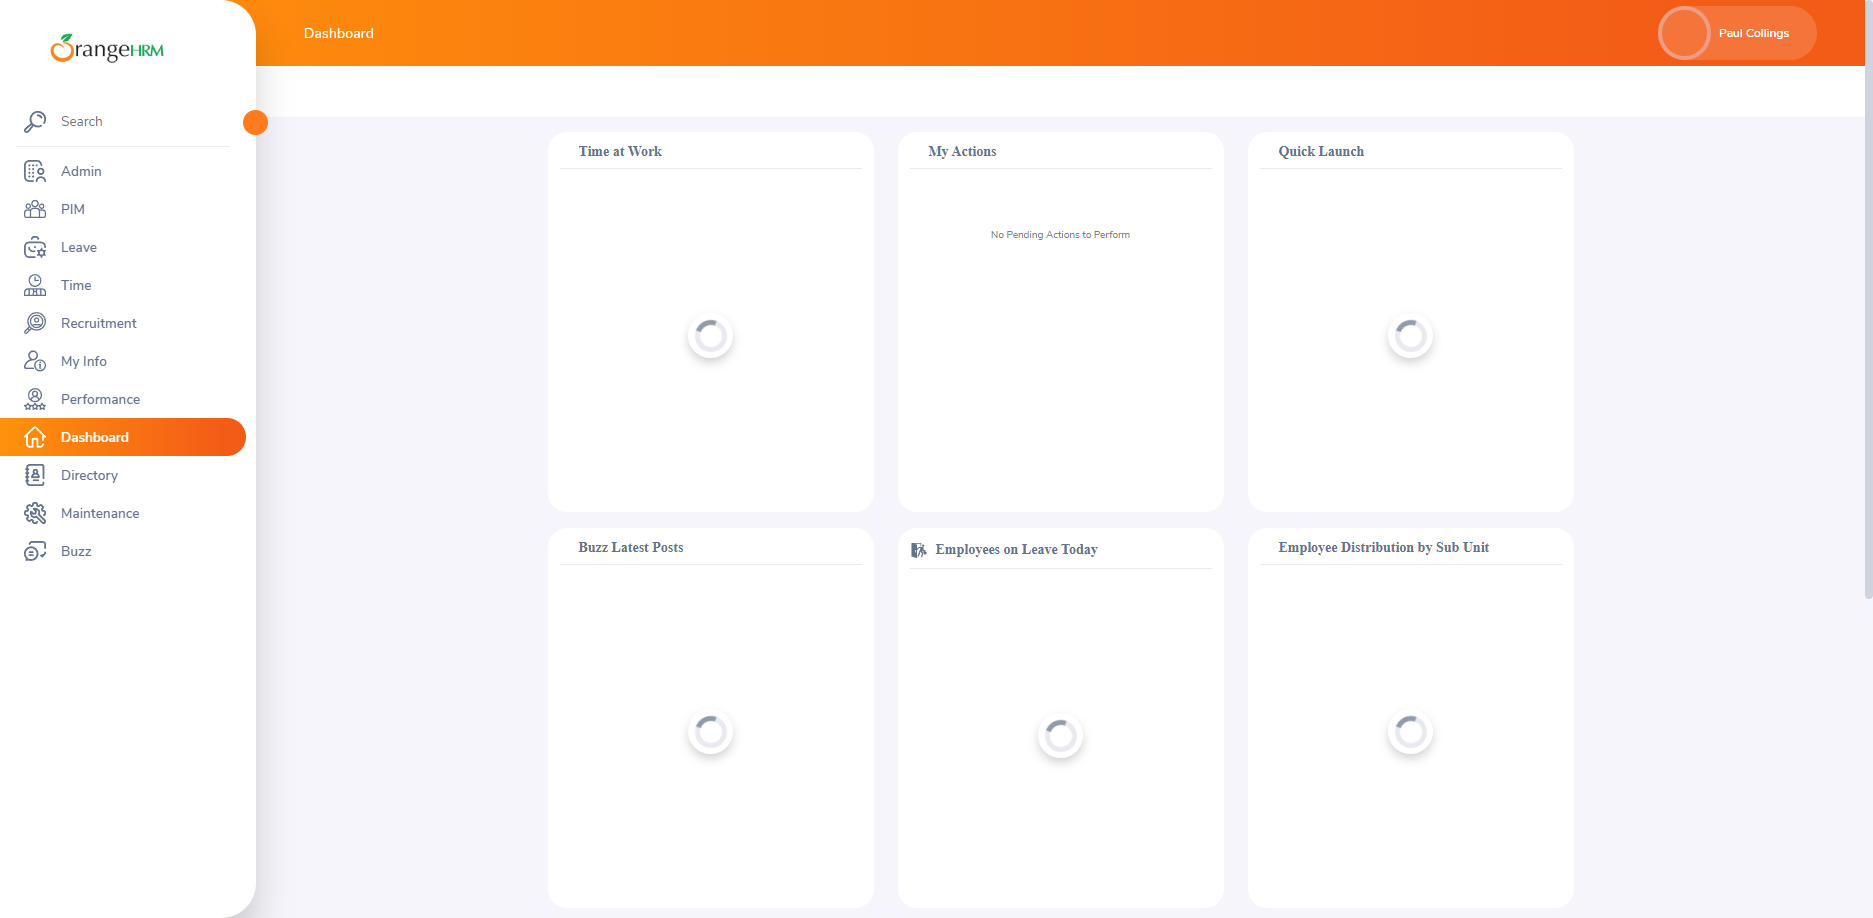 OrangeHRM
Dashboard
Paul Collings
Search
Admin
PIM
Leave
Time
Recruitment
My Info
Performance
Dashboard
Directory
Maintenance
Buzz
Time at Work
My Actions
Quick Launch
No Pending Actions to Perform
Buzz Latest Posts
Employees on Leave Today
Employee Distribution by Sub Unit